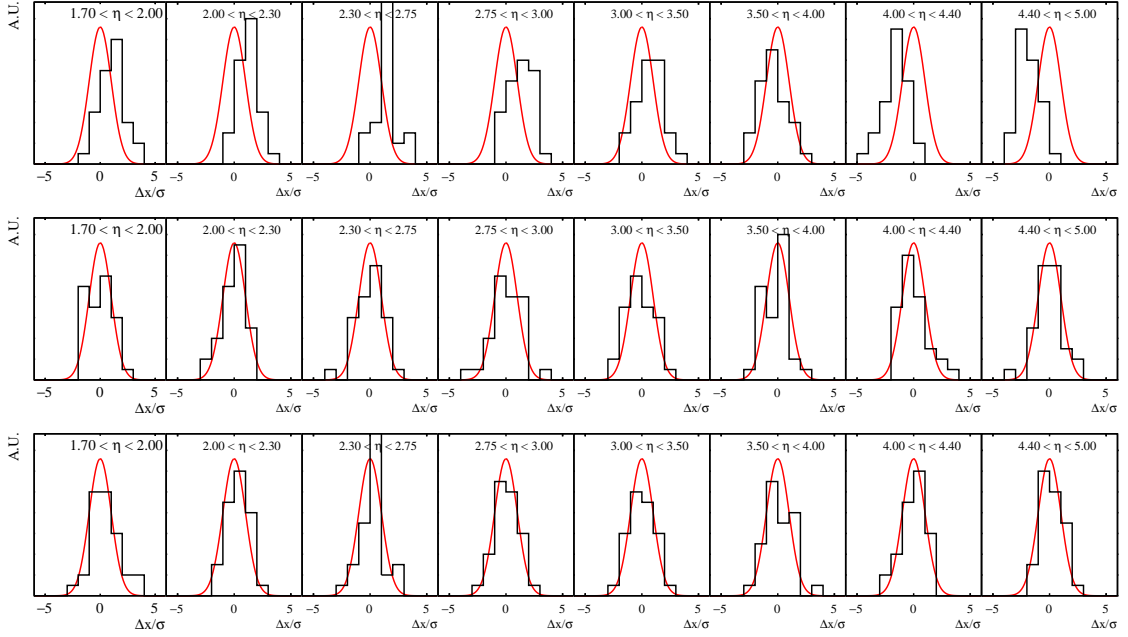 A.U.
1.70 < η < 2.00 2.00 < η < 2.30 2.30 < η < 2.75 2.75 < η < 3.00 3.00 < η < 3.50 3.50 < η < 4.00 4.00 < η < 4.40 4.40 < η < 5.00
−5 0 5 −5 0 5 −5 0 5 −5 0 5 −5 0 5 −5 0 5 −5 0 5 −5 0 5
Δx/σ Δx/σ Δx/σ Δx/σ Δx/σ Δx/σ Δx/σ Δx/σ
A.U.
1.70 < η < 2.00 2.00 < η < 2.30 2.30 < η < 2.75 2.75 < η < 3.00 3.00 < η < 3.50 3.50 < η < 4.00 4.00 < η < 4.40 4.40 < η < 5.00
−5 0 5 −5 0 5 −5 0 5 −5 0 5 −5 0 5 −5 0 5 −5 0 5 −5 0 5
Δx/σ Δx/σ Δx/σ Δx/σ Δx/σ Δx/σ Δx/σ Δx/σ
A.U.
1.70 < η < 2.00 2.00 < η < 2.30 2.30 < η < 2.75 2.75 < η < 3.00 3.00 < η < 3.50 3.50 < η < 4.00 4.00 < η < 4.40 4.40 < η < 5.00
−5 0 5 −5 0 5 −5 0 5 −5 0 5 −5 0 5 −5 0 5 −5 0 5 −5 0 5
Δx/σ Δx/σ Δx/σ Δx/σ Δx/σ Δx/σ Δx/σ Δx/σ